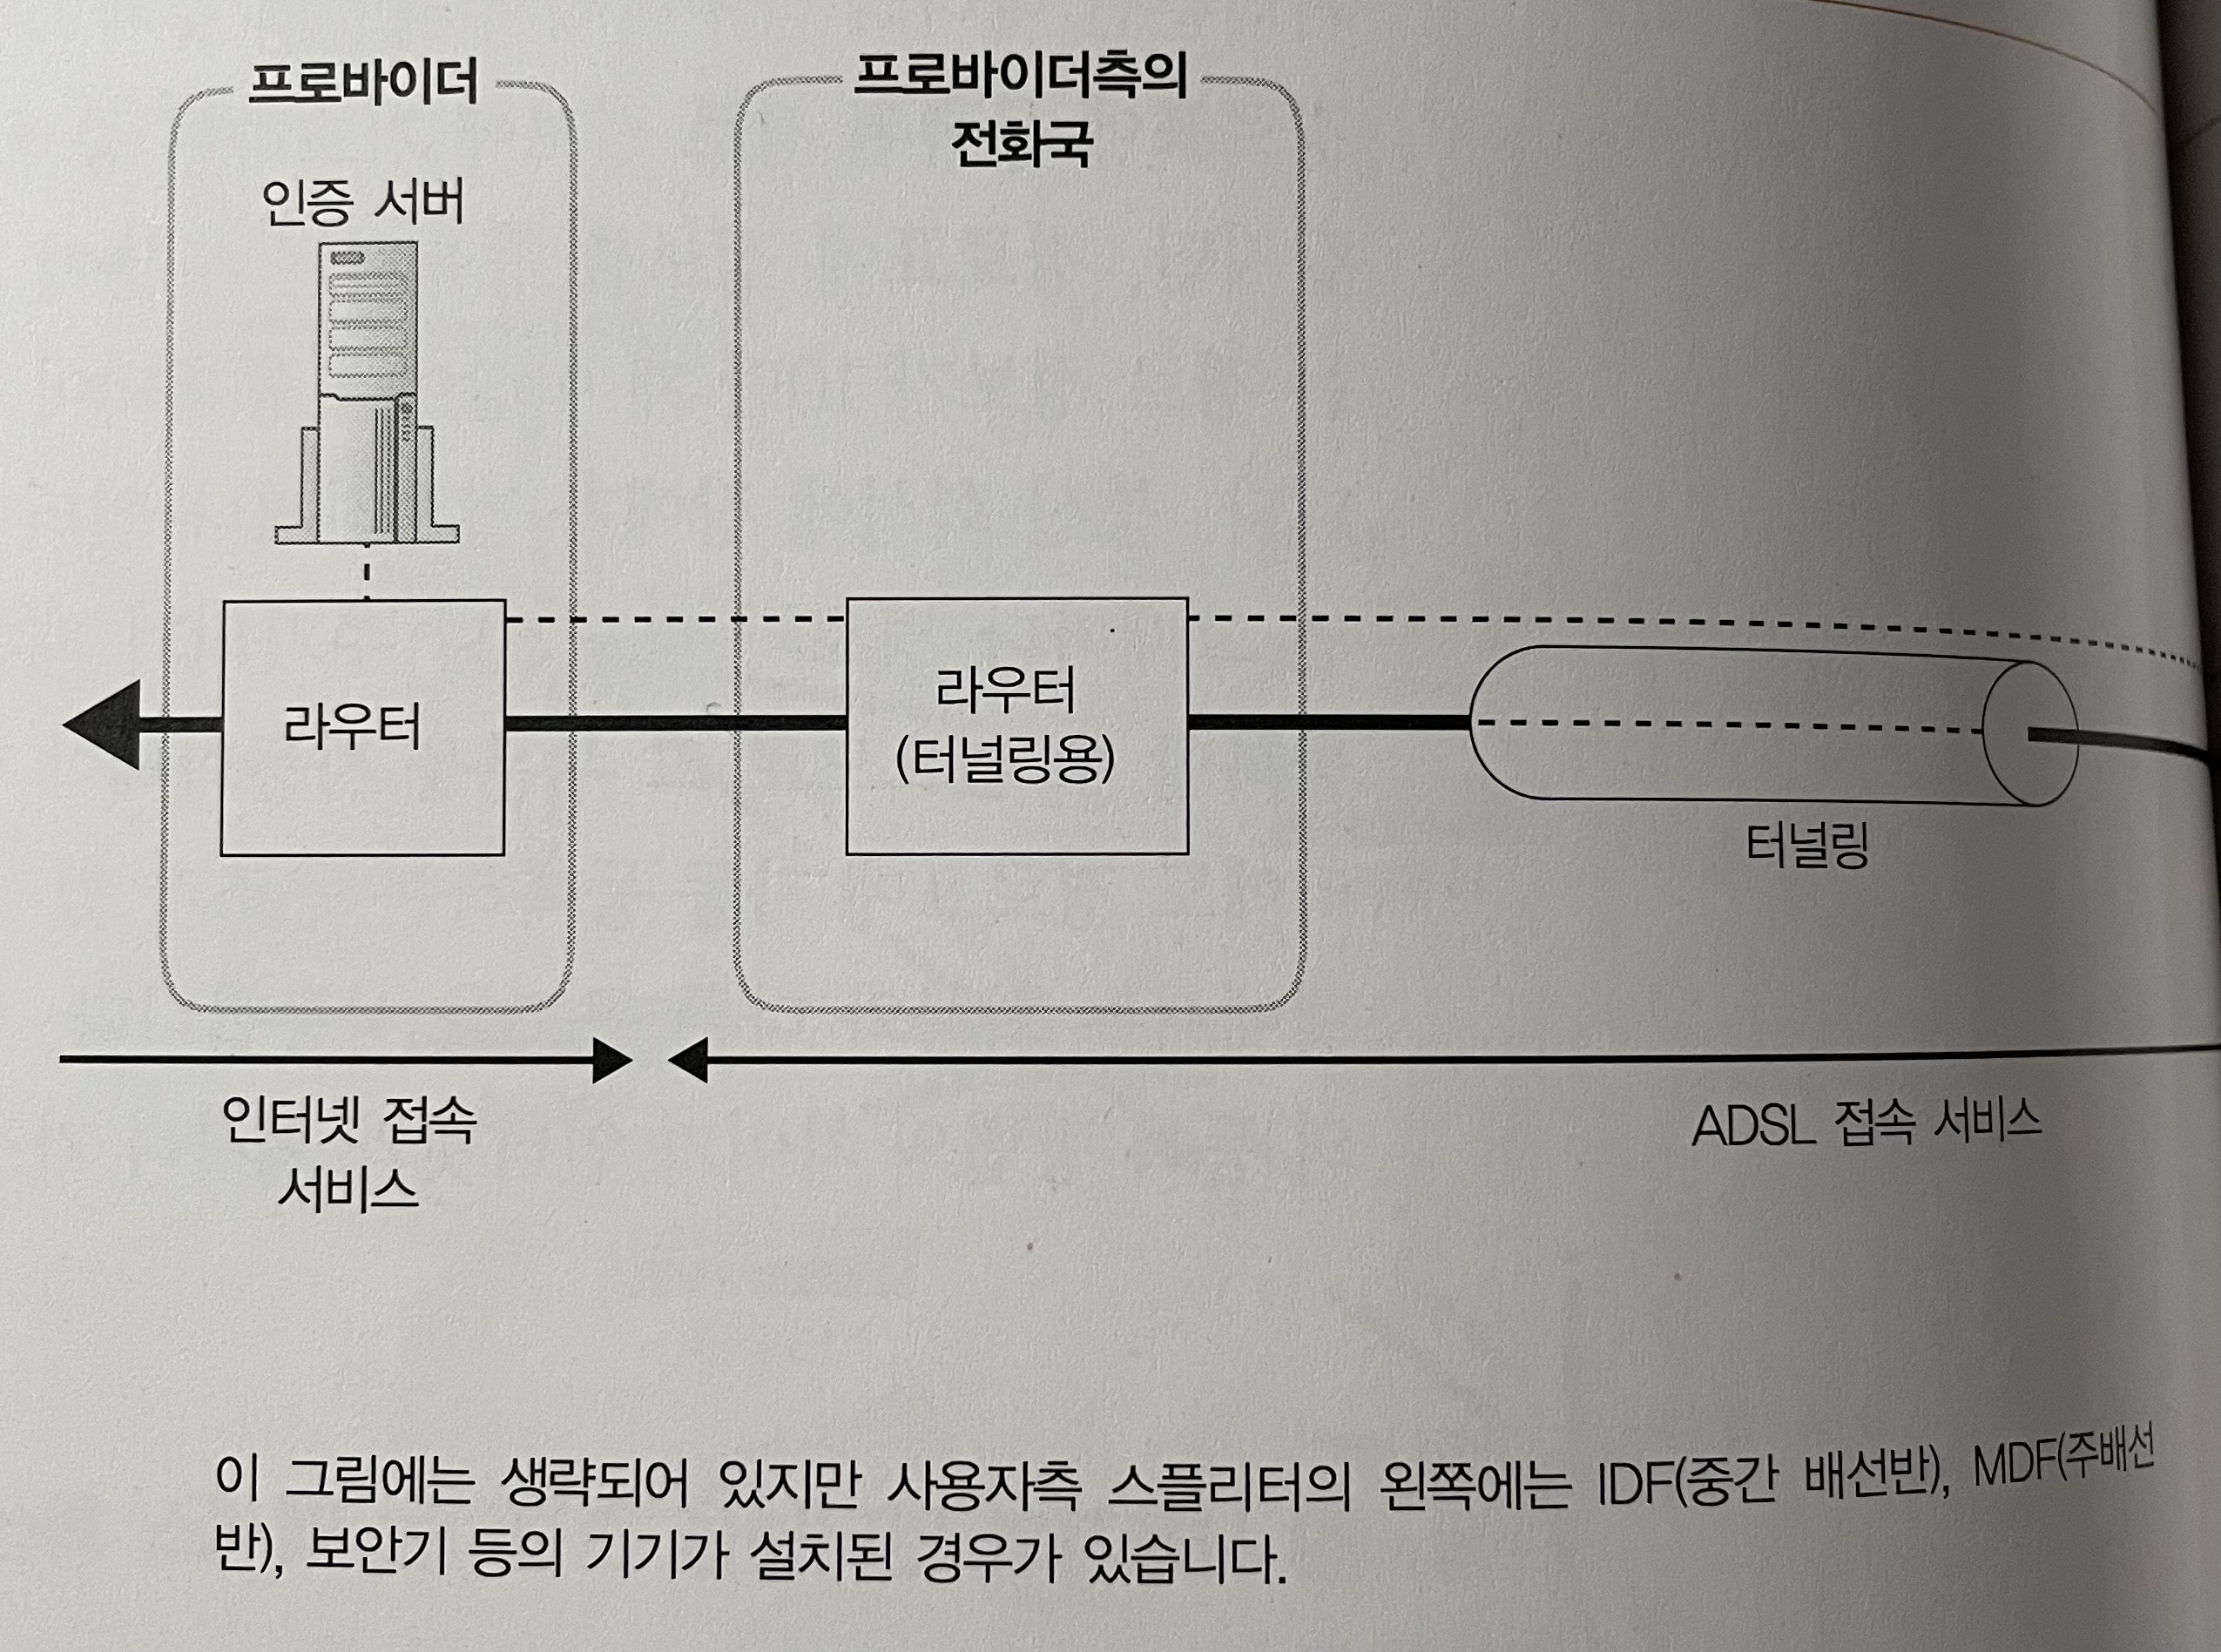 프로바이더
인증 서버
라우터
프로바이더측의
전화국
라우터
(터널링용)
터널링
인터넷 접속
서비스
ADSL 접속 서비스
이 그림에는 생략되어 있지만 사용자측 스플리터의 왼쪽에는 IDF(중간 배선반), MDF(주배선
반), 보안기 등의 기기가 설치된 경우가 있습니다.